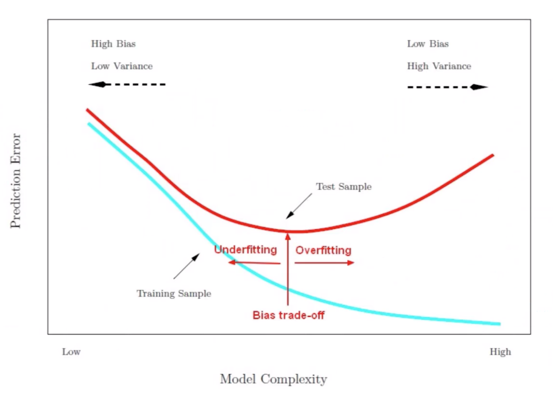 High Bias
Low Variance
Low Bias
High Variance
Prediction Error
Test Sample
Underfitting
Overfitting
Training Sample
Bias trade-off
Low
High
Model Complexity